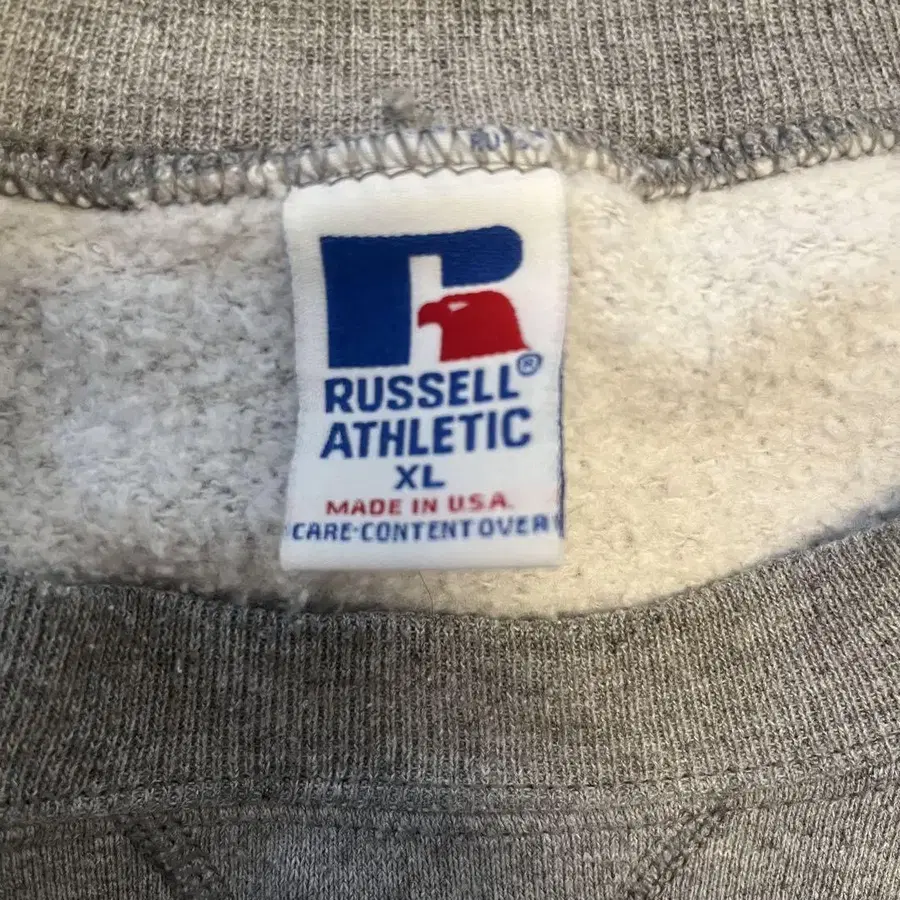 RUSSELL®
ATHLETIC
XL
MADE IN U.S.A.
CARE·CONTENT OVER